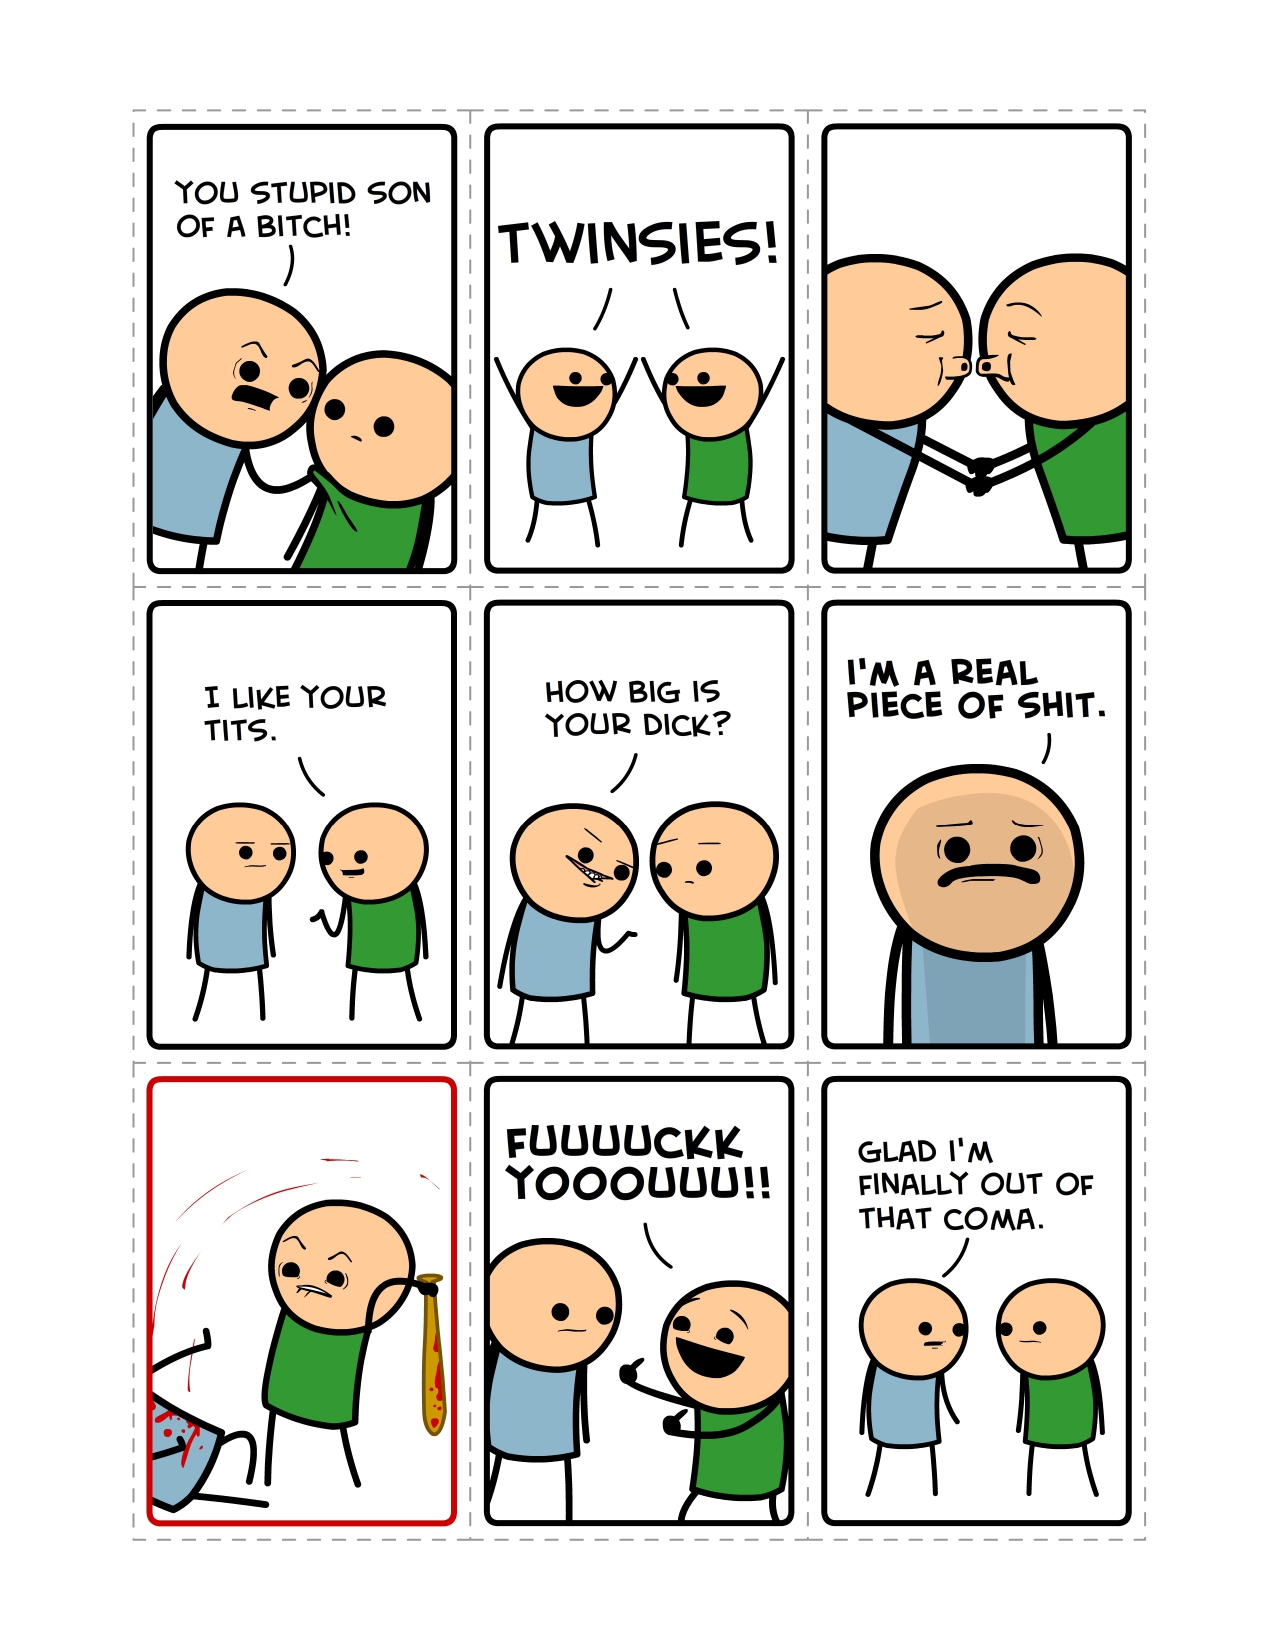 YOU STUPID SON
OF A BITCH!
TWINSIES!
I LIKE YOUR
TITS.
HOW BIG IS
YOUR DICK?
I'M A REAL
PIECE OF SHIT.
FUUUUCKK
YOOOUUU!!
GLAD I'M
FINALLY OUT OF
THAT COMA.